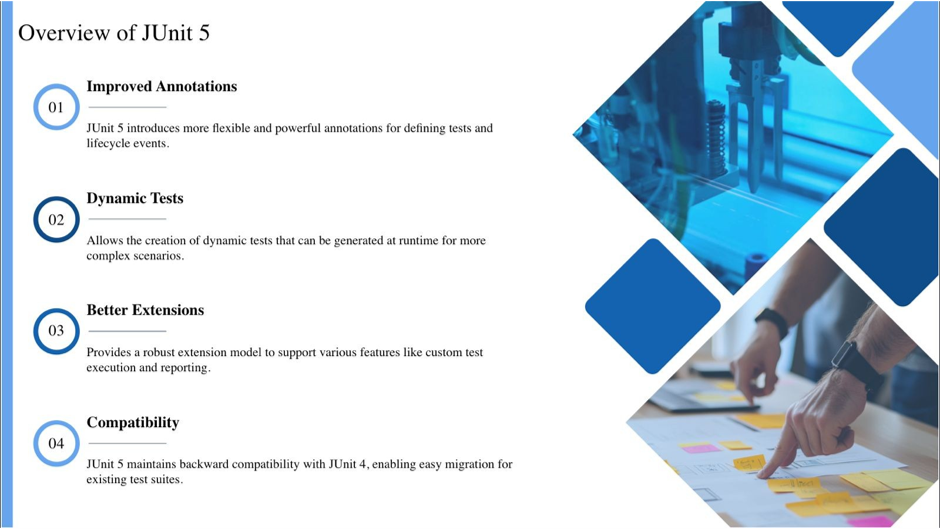 Overview of JUnit 5
01
Improved Annotations
JUnit 5 introduces more flexible and powerful annotations for defining tests and
lifecycle events.
02
Dynamic Tests
Allows the creation of dynamic tests that can be generated at runtime for more
complex scenarios.
03
Better Extensions
Provides a robust extension model to support various features like custom test
execution and reporting.
04
Compatibility
JUnit 5 maintains backward compatibility with JUnit 4, enabling easy migration for
existing test suites.